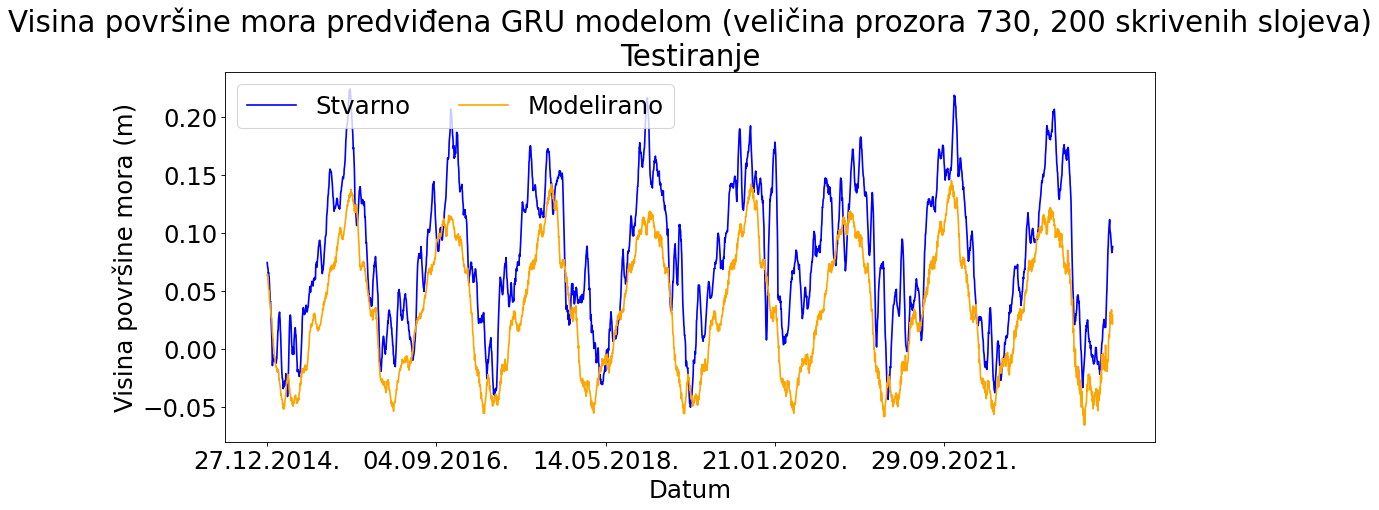 Visina površine mora predviđena GRU modelom (veličina prozora 730, 200 skrivenih slojeva)
Testiranje
Stvarno Modelirano
Visina površine mora (m)
0.20
0.15
0.10
0.05
0.00
−0.05
27.12.2014. 04.09.2016. 14.05.2018. 21.01.2020. 29.09.2021.
Datum